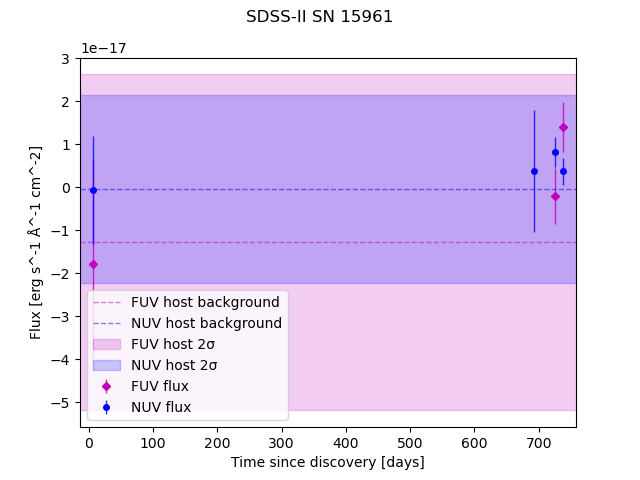 SDSS-II SN 15961
1e−17
3
2
1
0
−1
−2
−3
−4
−5
Flux [erg s^-1 Å^-1 cm^-2]
FUV host background
NUV host background
FUV host 2σ
NUV host 2σ
FUV flux
NUV flux
0 100 200 300 400 500 600 700
Time since discovery [days]